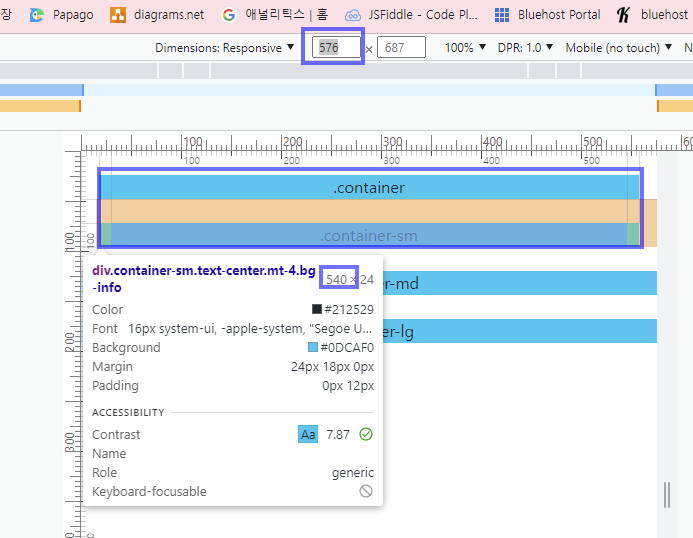 장 Papago diagrams.net 애널리틱스 | 홈 JSFiddle - Code Pl... Bluehost Portal bluehost
Dimensions: Responsive ▼ 576 × 687 100% ▼ DPR: 1.0 ▼ Mobile (no touch) ▼ N
100 200 300 400 500
100 200 300 400 500
.container
.container-sm
100
100
div.container-sm.text-center.mt-4.bg
-info
540 × 24
er-md
Color #212529
Font 16px system-ui, -apple-system, "Segoe U...
er-lg
Background #0DCAF0
200
Margin 24px 18px 0px
Padding 0px 12px
ACCESSIBILITY
Contrast Aa 7.87
300
Name
Role generic
Keyboard-focusable